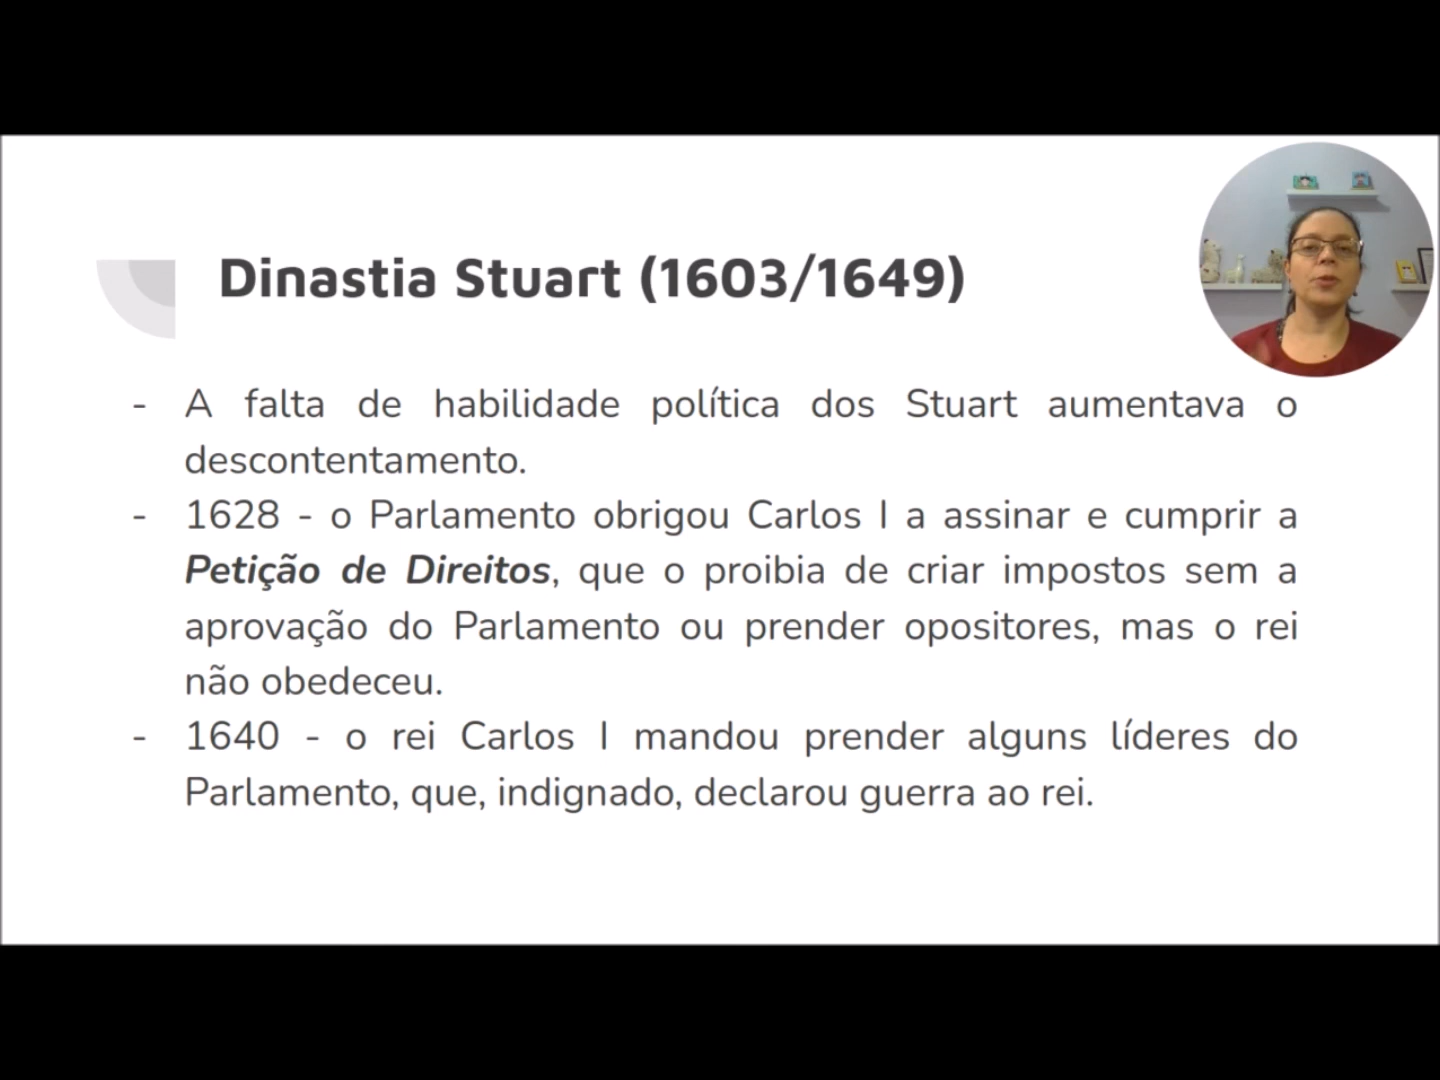 Dinastia Stuart (1603/1649)
- A falta de habilidade política dos Stuart aumentava o
descontentamento.
- 1628 - o Parlamento obrigou Carlos I a assinar e cumprir a
Petição de Direitos, que o proibia de criar impostos sem a
aprovação do Parlamento ou prender opositores, mas o rei
não obedeceu.
- 1640 - o rei Carlos I mandou prender alguns líderes do
Parlamento, que, indignado, declarou guerra ao rei.